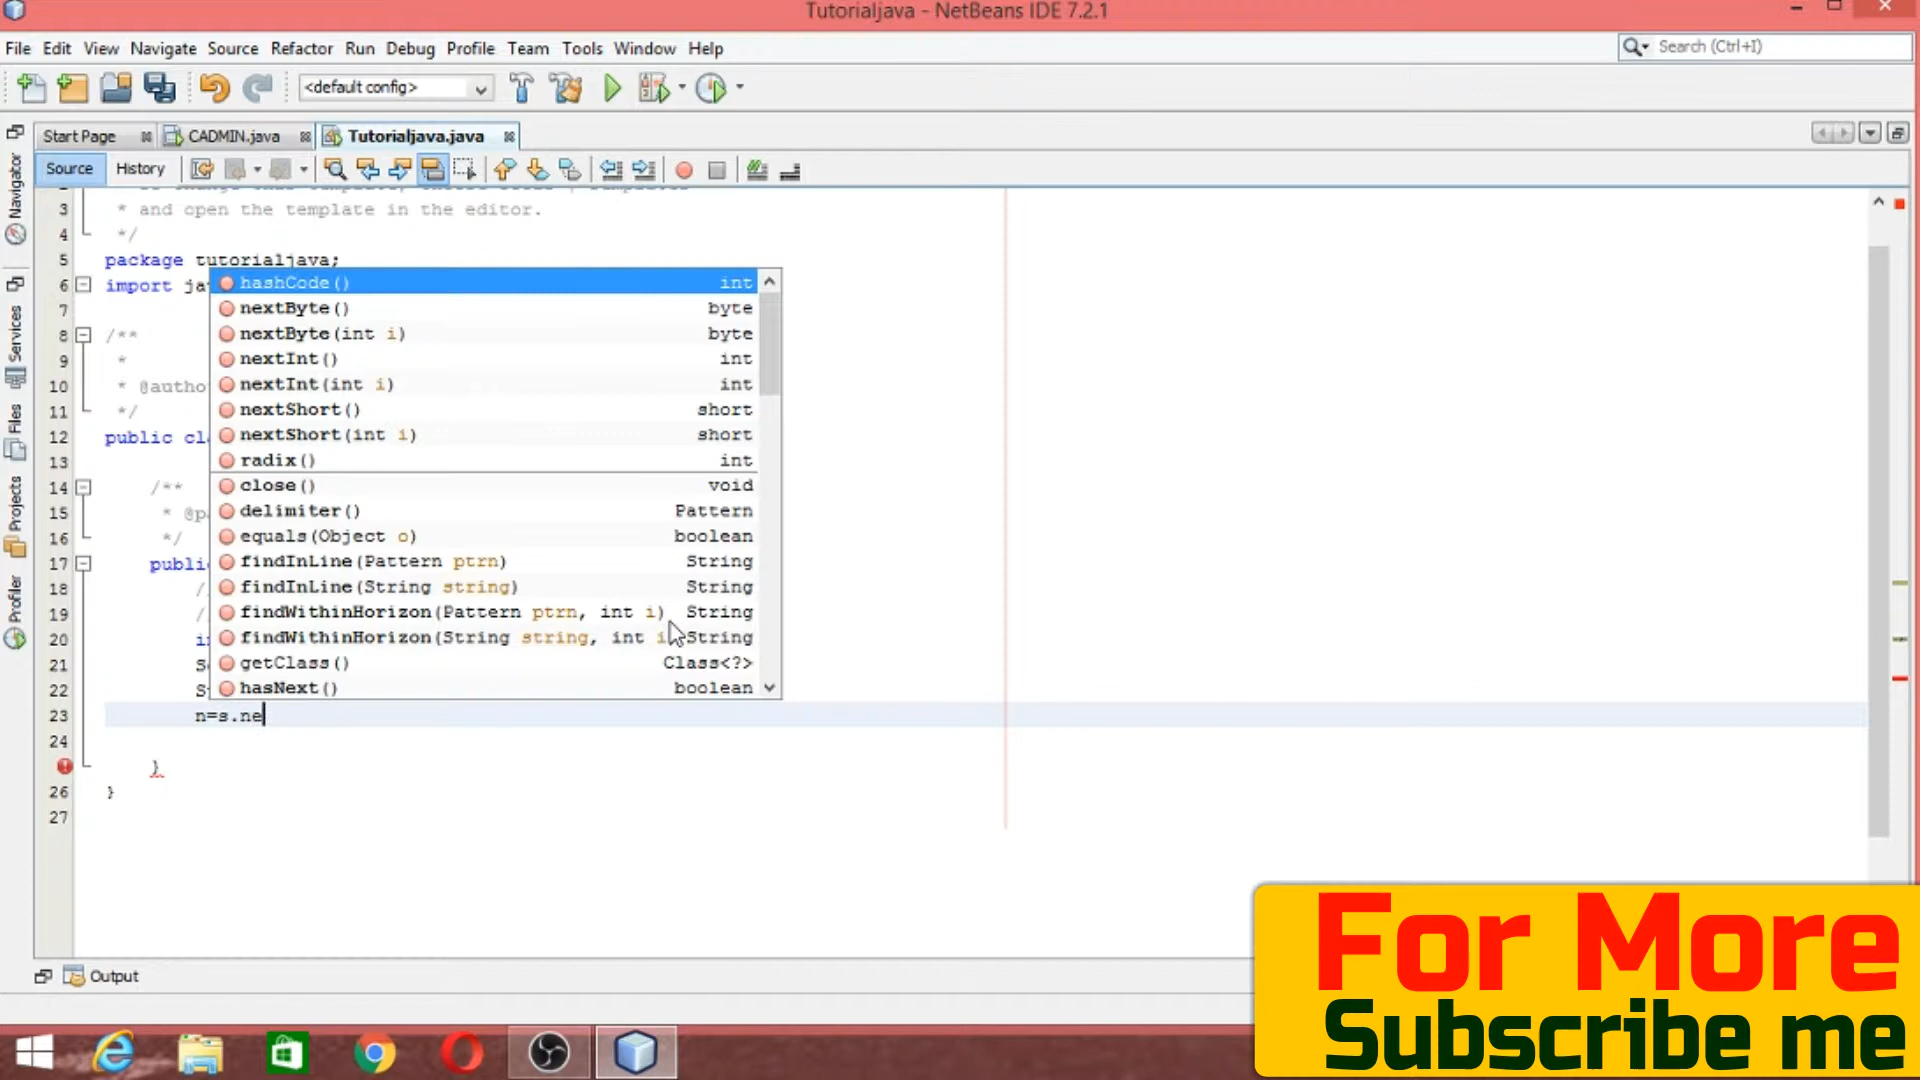 Tutorialjava - NetBeans IDE 7.2.1
File Edit View Navigate Source Refactor Run Debug Profile Team Tools Window Help
Search (Ctrl+I)
<default config>
Start Page CADMIN.java Tutorialjava.java
Source History
Navigator
Services
Files
Projects
Profiler
3 * and open the template in the editor.
4 */
5 package tutorialjava;
6 import ja
7
8 /**
9 *
10 * @autho
11 */
12 public cl
13
14 /**
15 * @p
16 */
17 publi
18 /
19 /
20 in
21 S
22 S
23 n=s.ne
24
}
26 }
27
hashCode() int
nextByte() byte
nextByte(int i) byte
nextInt() int
nextInt(int i) int
nextShort() short
nextShort(int i) short
radix() int
close() void
delimiter() Pattern
equals(Object o) boolean
findInLine(Pattern ptrn) String
findInLine(String string) String
findWithinHorizon(Pattern ptrn, int i) String
findWithinHorizon(String string, int i String
getClass() Class<?>
hasNext() boolean
Output
For More
Subscribe me